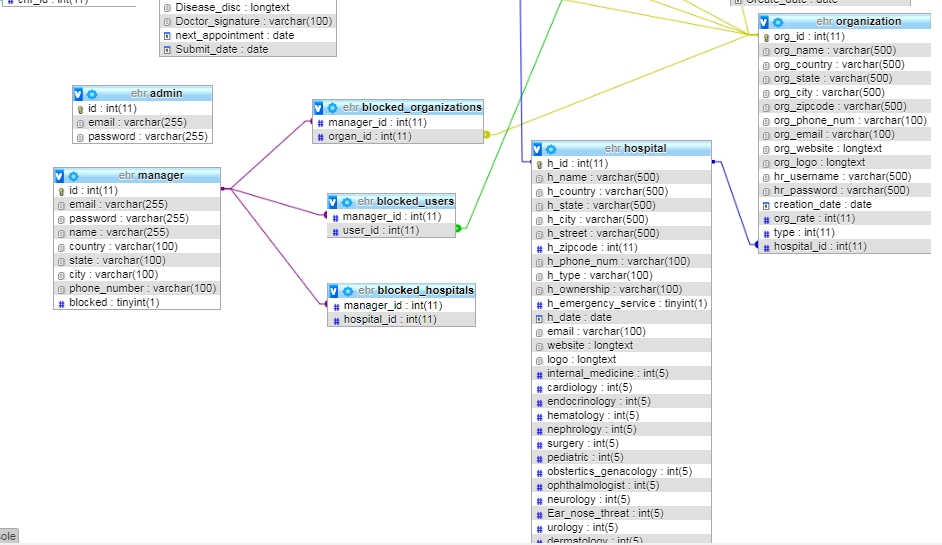 chr_id : int(11)
Disease_disc : longtext
Doctor_signature : varchar(100)
next_appointment : date
Submit_date : date
Create_date : date
ehr organization
org_id : int(11)
org_name : varchar(500)
org_country : varchar(500)
org_state : varchar(500)
org_city : varchar(500)
org_zipcode : varchar(500)
org_phone_num : varchar(100)
org_email : varchar(100)
org_website : longtext
org_logo : longtext
hr_username : varchar(500)
hr_password : varchar(500)
creation_date : date
org_rate : int(11)
type : int(11)
hospital_id : int(11)
ehr admin
id : int(11)
email : varchar(255)
password : varchar(255)
ehr blocked_organizations
manager_id : int(11)
organ_id : int(11)
ehr manager
id : int(11)
email : varchar(255)
password : varchar(255)
name : varchar(255)
country : varchar(100)
state : varchar(100)
city : varchar(100)
phone_number : varchar(100)
blocked : tinyint(1)
ehr blocked_users
manager_id : int(11)
user_id : int(11)
ehr blocked_hospitals
manager_id : int(11)
hospital_id : int(11)
ehr hospital
h_id : int(11)
h_name : varchar(500)
h_country : varchar(500)
h_state : varchar(500)
h_city : varchar(500)
h_street : varchar(500)
h_zipcode : int(11)
h_phone_num : varchar(100)
h_type : varchar(100)
h_ownership : varchar(100)
h_emergency_service : tinyint(1)
h_date : date
email : varchar(100)
website : longtext
logo : longtext
internal_medicine : int(5)
cardiology : int(5)
endocrinology : int(5)
hematology : int(5)
nephrology : int(5)
surgery : int(5)
pediatric : int(5)
obstertics_genacology : int(5)
ophthalmologist : int(5)
neurology : int(5)
Ear_nose_threat : int(5)
urology : int(5)
dermatology : int(5)
ole